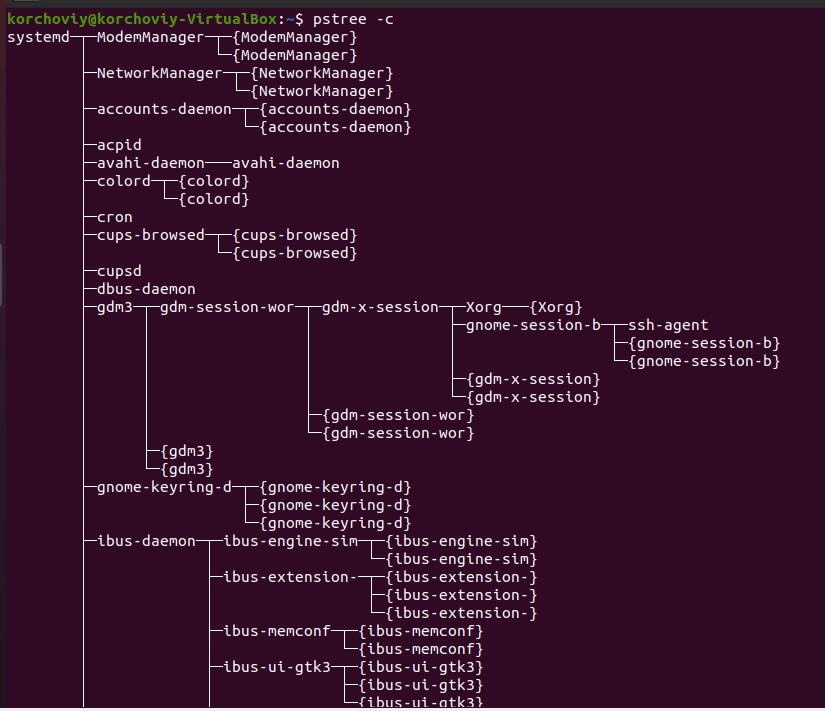 korchoviy@korchoviy-VirtualBox:~$ pstree -c
systemd─┬─ModemManager─┬─{ModemManager}
        │              └─{ModemManager}
        ├─NetworkManager─┬─{NetworkManager}
        │                └─{NetworkManager}
        ├─accounts-daemon─┬─{accounts-daemon}
        │                 └─{accounts-daemon}
        ├─acpid
        ├─avahi-daemon───avahi-daemon
        ├─colord─┬─{colord}
        │        └─{colord}
        ├─cron
        ├─cups-browsed─┬─{cups-browsed}
        │              └─{cups-browsed}
        ├─cupsd
        ├─dbus-daemon
        ├─gdm3─┬─gdm-session-wor─┬─gdm-x-session─┬─Xorg───{Xorg}
        │      │                 │               ├─gnome-session-b─┬─ssh-agent
        │      │                 │               │                 ├─{gnome-session-b}
        │      │                 │               │                 └─{gnome-session-b}
        │      │                 │               ├─{gdm-x-session}
        │      │                 │               └─{gdm-x-session}
        │      │                 ├─{gdm-session-wor}
        │      │                 └─{gdm-session-wor}
        │      ├─{gdm3}
        │      └─{gdm3}
        ├─gnome-keyring-d─┬─{gnome-keyring-d}
        │                 ├─{gnome-keyring-d}
        │                 └─{gnome-keyring-d}
        ├─ibus-daemon─┬─ibus-engine-sim─┬─{ibus-engine-sim}
        │             │                 └─{ibus-engine-sim}
        │             ├─ibus-extension-─┬─{ibus-extension-}
        │             │                 ├─{ibus-extension-}
        │             │                 └─{ibus-extension-}
        │             ├─ibus-memconf─┬─{ibus-memconf}
        │             │              └─{ibus-memconf}
        │             ├─ibus-ui-gtk3─┬─{ibus-ui-gtk3}
        │             │              ├─{ibus-ui-gtk3}
        │             │              └─{ibus-ui-gtk3}